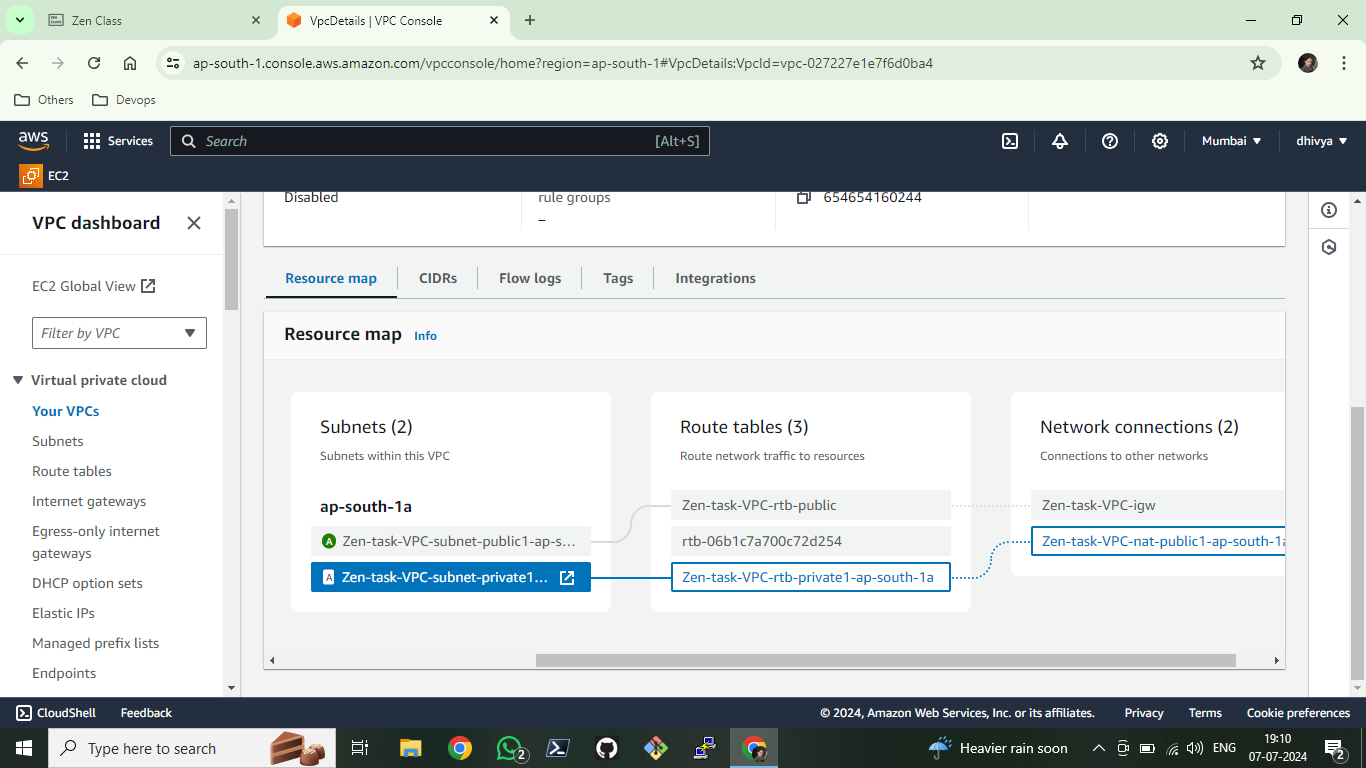 Zen Class
VpcDetails | VPC Console
ap-south-1.console.aws.amazon.com/vpcconsole/home?region=ap-south-1#VpcDetails:VpcId=vpc-027227e1e7f6d0ba4
Others
Devops
aws
Services
Search
[Alt+S]
Mumbai
dhivya
EC2
VPC dashboard
EC2 Global View
Filter by VPC
Virtual private cloud
Your VPCs
Subnets
Route tables
Internet gateways
Egress-only internet
gateways
DHCP option sets
Elastic IPs
Managed prefix lists
Endpoints
Disabled
rule groups
–
654654160244
Resource map
CIDRs
Flow logs
Tags
Integrations
Resource map Info
Subnets (2)
Subnets within this VPC
ap-south-1a
A Zen-task-VPC-subnet-public1-ap-s...
A Zen-task-VPC-subnet-private1...
Route tables (3)
Route network traffic to resources
Zen-task-VPC-rtb-public
rtb-06b1c7a700c72d254
Zen-task-VPC-rtb-private1-ap-south-1a
Network connections (2)
Connections to other networks
Zen-task-VPC-igw
Zen-task-VPC-nat-public1-ap-south-1a
CloudShell
Feedback
© 2024, Amazon Web Services, Inc. or its affiliates.
Privacy
Terms
Cookie preferences
Type here to search
2
Heavier rain soon
ENG
19:10
07-07-2024
2